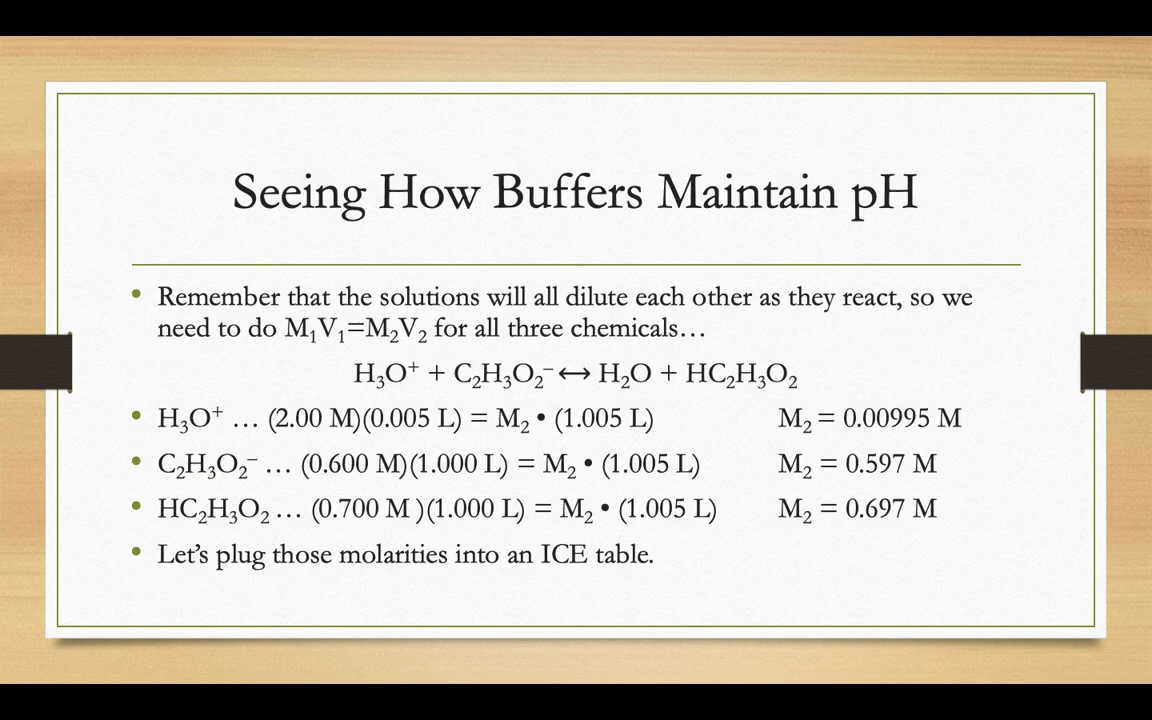 Seeing How Buffers Maintain pH
• Remember that the solutions will all dilute each other as they react, so we
need to do M₁V₁=M₂V₂ for all three chemicals…
H₃O⁺ + C₂H₃O₂⁻ ↔ H₂O + HC₂H₃O₂
• H₃O⁺ … (2.00 M)(0.005 L) = M₂ • (1.005 L) M₂ = 0.00995 M
• C₂H₃O₂⁻ … (0.600 M)(1.000 L) = M₂ • (1.005 L) M₂ = 0.597 M
• HC₂H₃O₂ … (0.700 M )(1.000 L) = M₂ • (1.005 L) M₂ = 0.697 M
• Let’s plug those molarities into an ICE table.